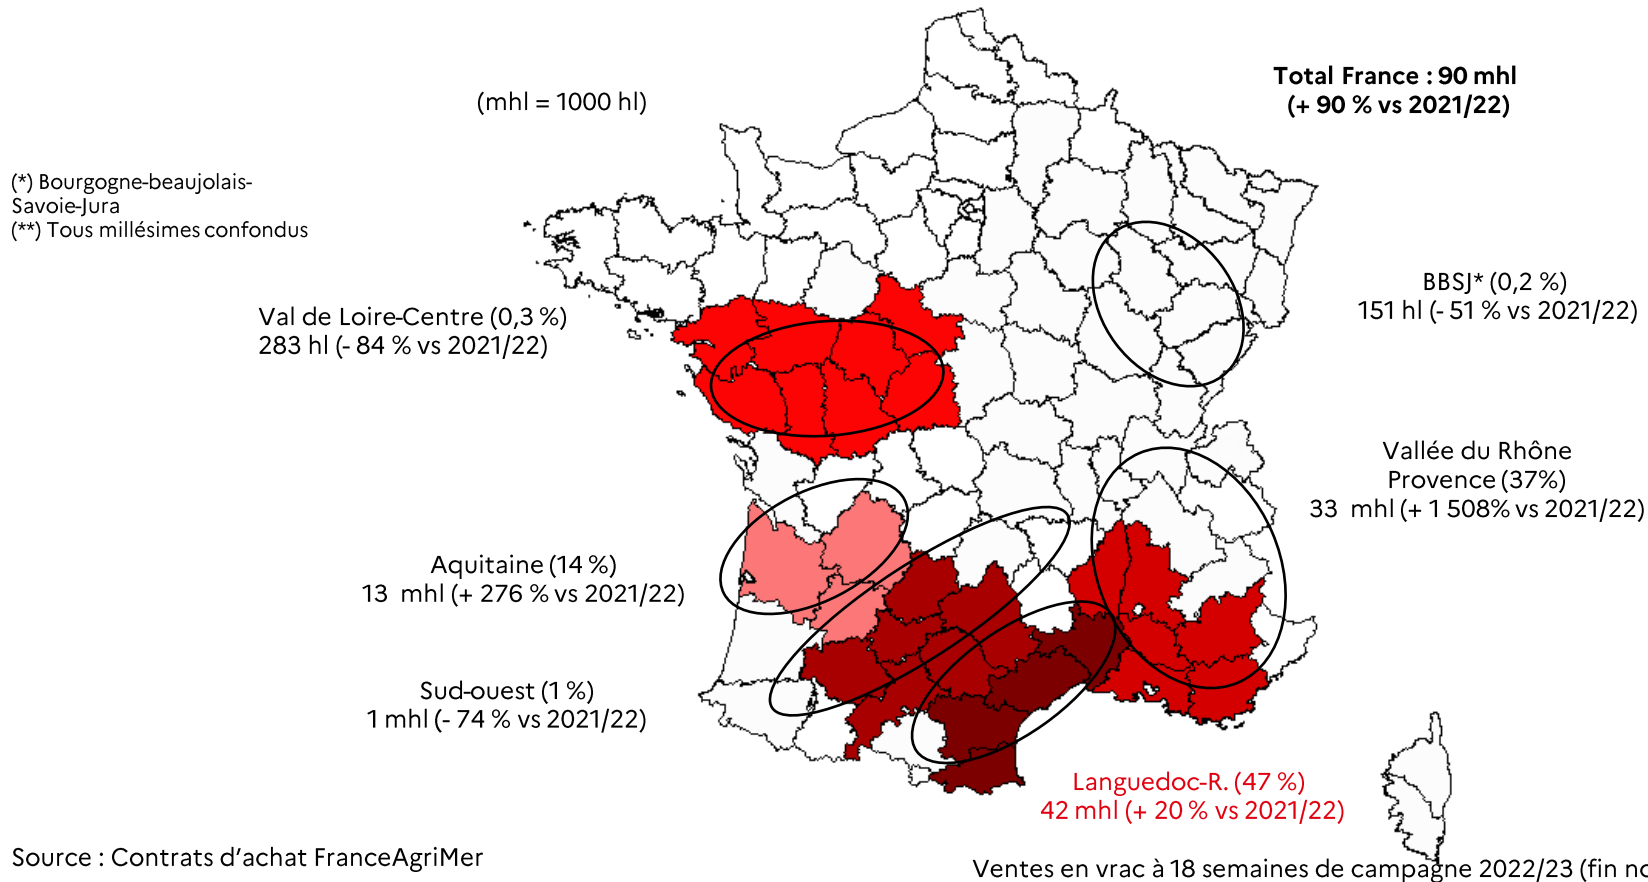 Total France : 90 mhl
(+ 90 % vs 2021/22)
(mhl = 1000 hl)
(*) Bourgogne-beaujolais-
Savoie-Jura
(**) Tous millésimes confondus
BBSJ* (0,2 %)
151 hl (- 51 % vs 2021/22)
Val de Loire-Centre (0,3 %)
283 hl (- 84 % vs 2021/22)
Vallée du Rhône
Provence (37%)
33 mhl (+ 1 508% vs 2021/22)
Aquitaine (14 %)
13 mhl (+ 276 % vs 2021/22)
Sud-ouest (1 %)
1 mhl (- 74 % vs 2021/22)
Languedoc-R. (47 %)
42 mhl (+ 20 % vs 2021/22)
Source : Contrats d'achat FranceAgriMer
Ventes en vrac à 18 semaines de campagne 2022/23 (fin